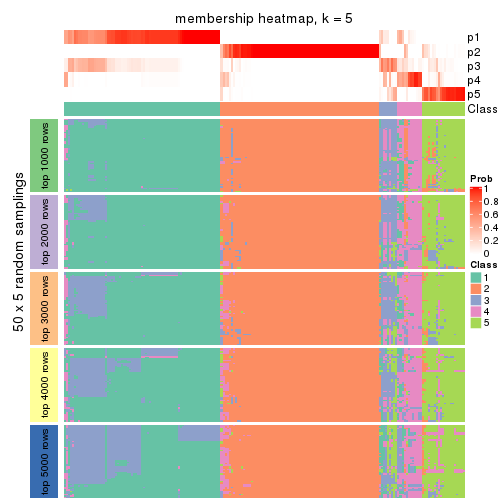 membership heatmap, k = 5
p1
p2
p3
p4
p5
Class
50 x 5 random samplings
top 1000 rows
top 2000 rows
top 3000 rows
top 4000 rows
top 5000 rows
Prob
1
0.8
0.6
0.4
0.2
0
Class
1
2
3
4
5